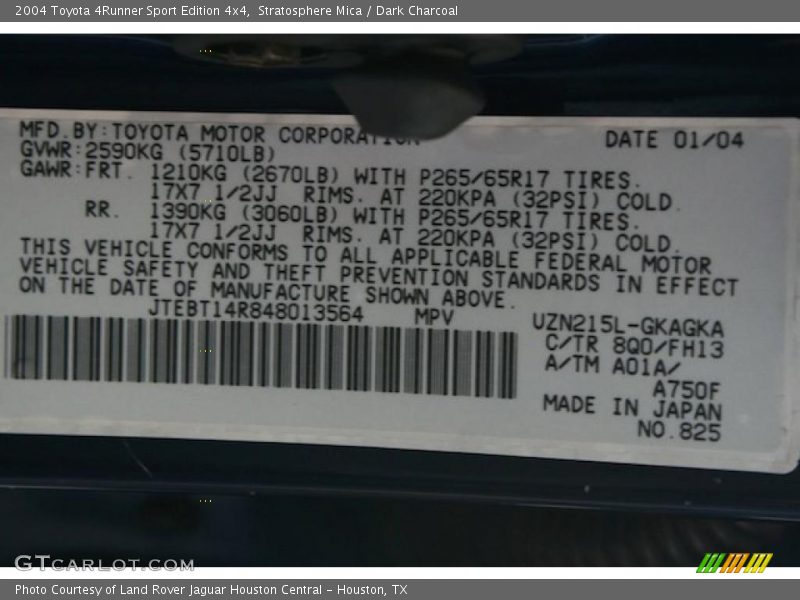 2004 Toyota 4Runner Sport Edition 4x4, Stratosphere Mica / Dark Charcoal
MFD.BY:TOYOTA MOTOR CORPORATION DATE 01/04
GVWR:2590KG (5710LB)
GAWR:FRT. 1210KG (2670LB) WITH P265/65R17 TIRES.
17X7 1/2JJ RIMS. AT 220KPA (32PSI) COLD.
RR. 1390KG (3060LB) WITH P265/65R17 TIRES.
17X7 1/2JJ RIMS. AT 220KPA (32PSI) COLD.
THIS VEHICLE CONFORMS TO ALL APPLICABLE FEDERAL MOTOR
VEHICLE SAFETY AND THEFT PREVENTION STANDARDS IN EFFECT
ON THE DATE OF MANUFACTURE SHOWN ABOVE.
JTEBT14R848013564 MPV
UZN215L-GKAGKA
C/TR 8Q0/FH13
A/TM A01A/
A750F
MADE IN JAPAN
NO.825
GTCARLOT.COM
Photo Courtesy of Land Rover Jaguar Houston Central - Houston, TX